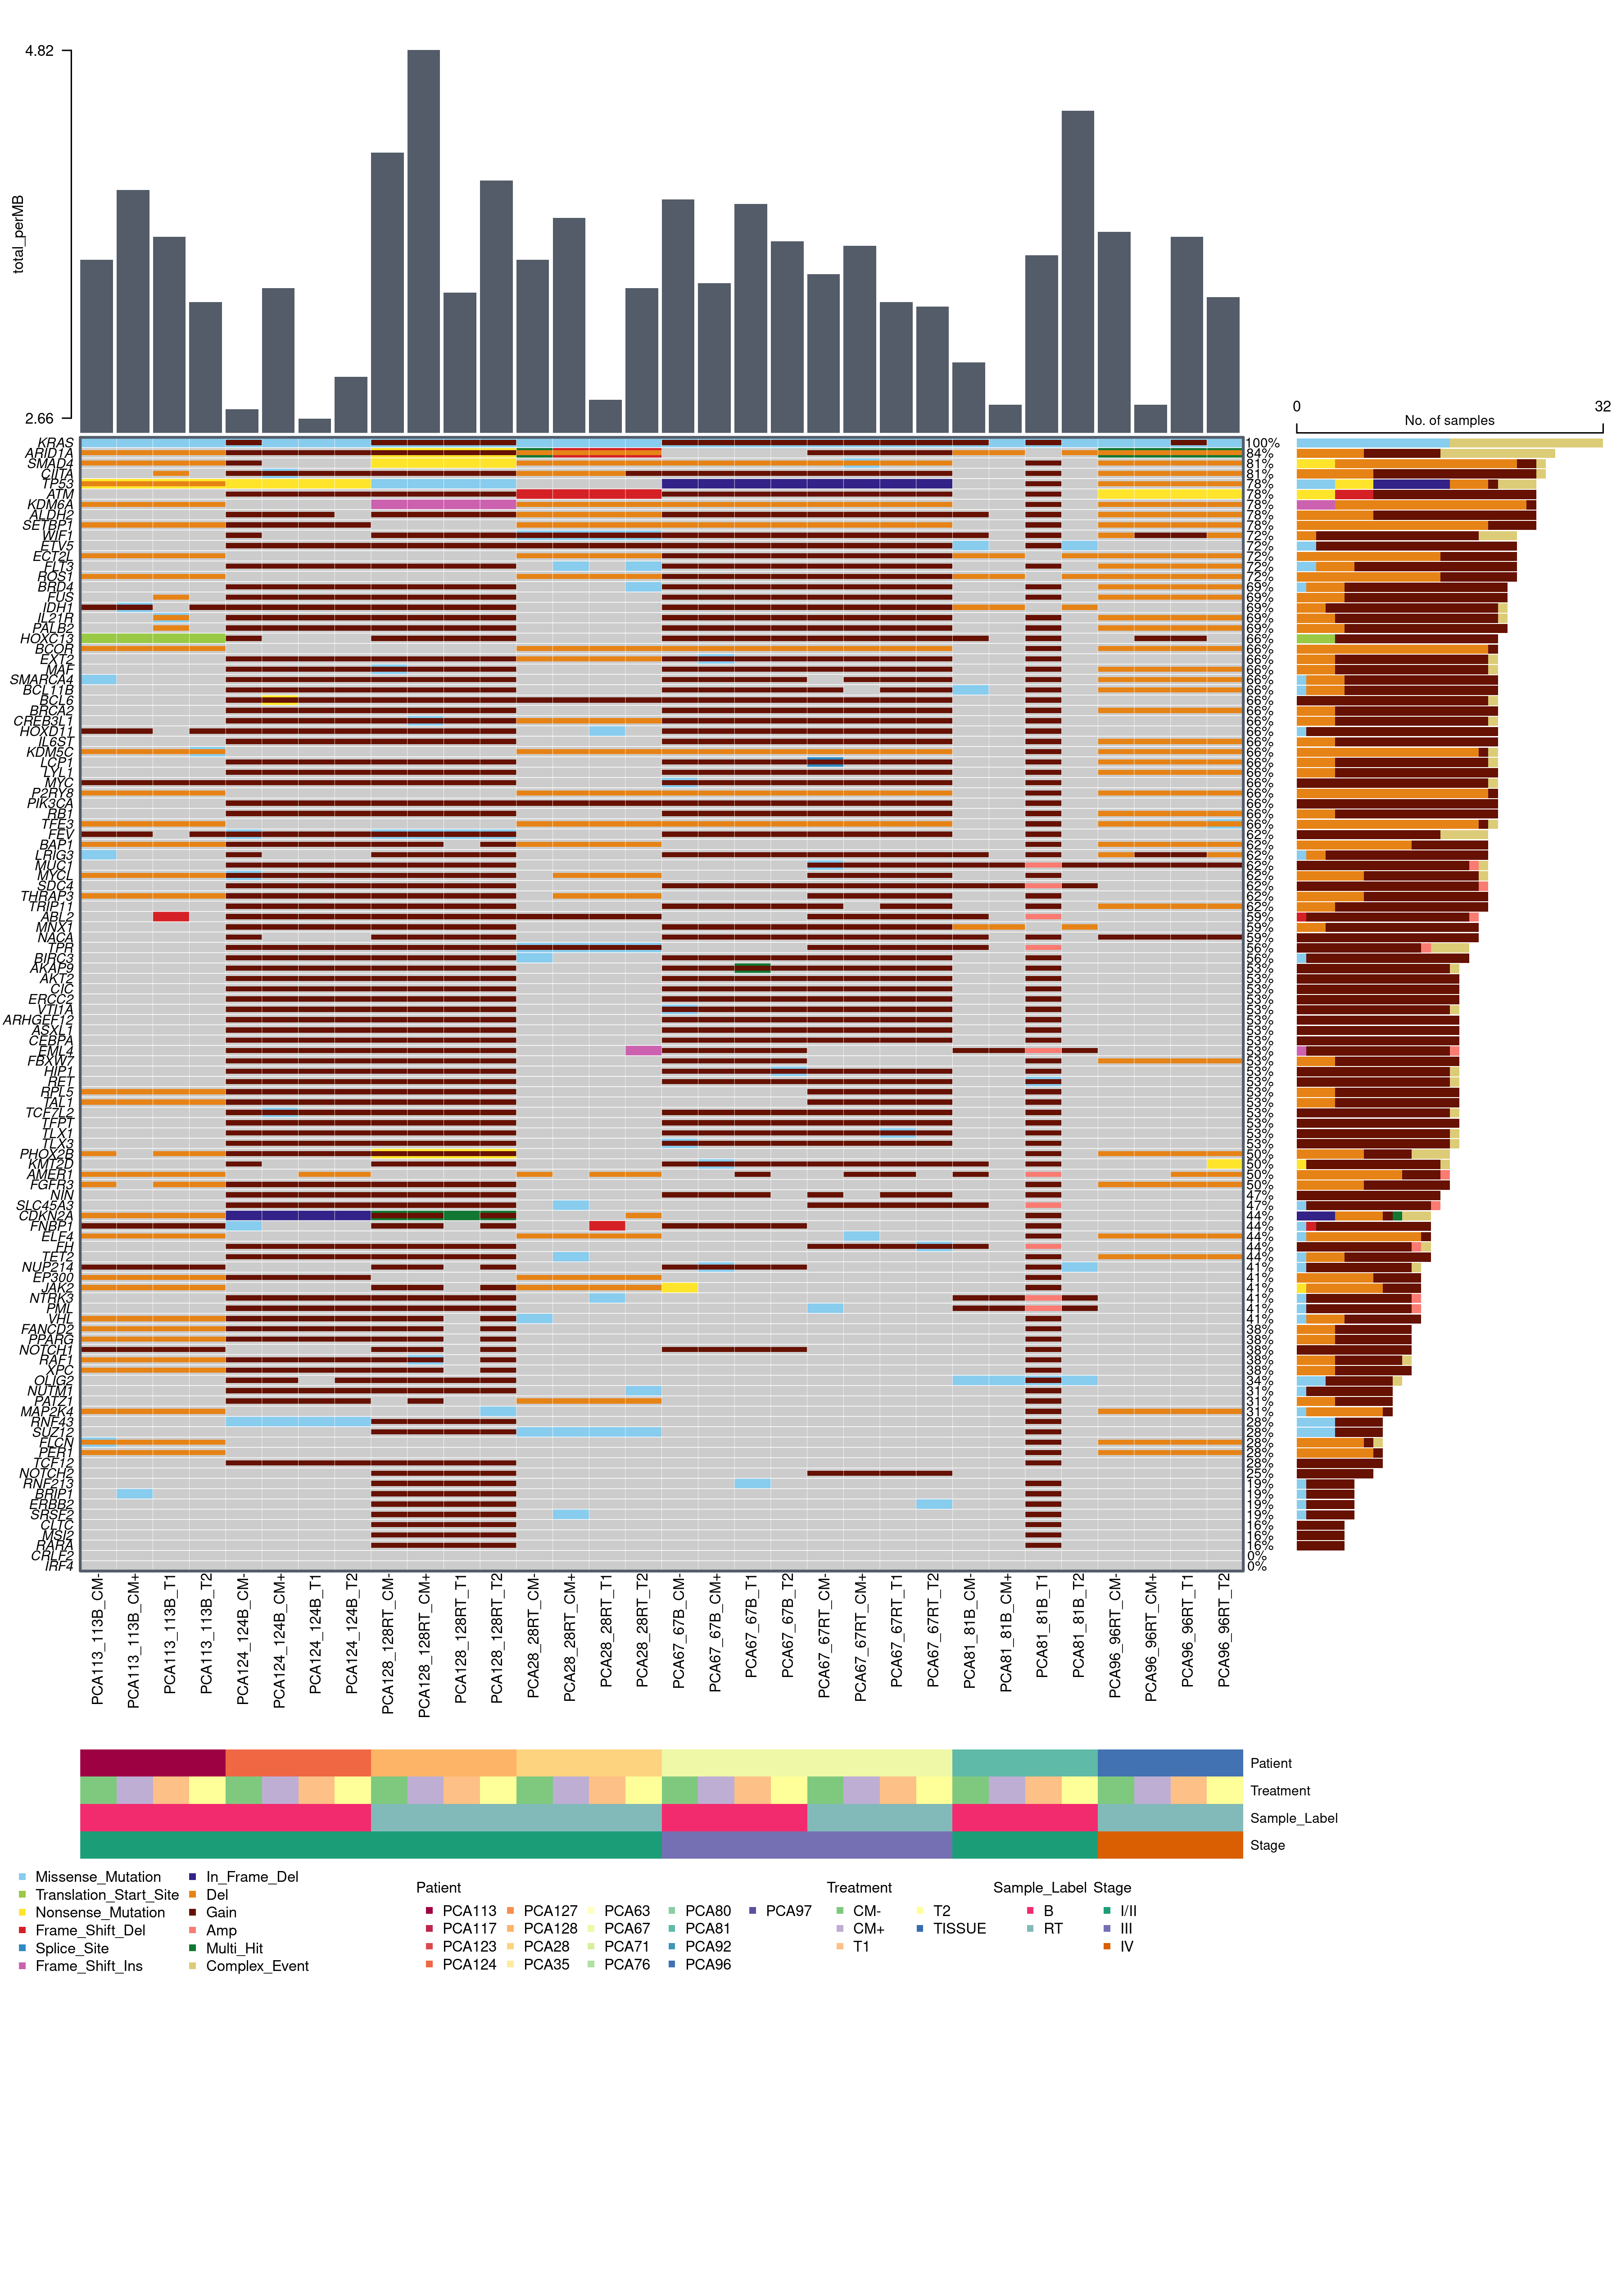 4.82
total_perMB
2.66
0 32
No. of samples
KRAS 100%
ARID1A 84%
SMAD4 81%
CIITA 81%
TP53 78%
ATM 78%
KDM6A 78%
ALDH2 78%
SETBP1 78%
WIF1 72%
ETV5 72%
ECT2L 72%
FLT3 72%
ROS1 72%
BRD4 69%
FUS 69%
IDH1 69%
IL21R 69%
PALB2 69%
HOXC13 66%
BCOR 66%
EXT2 66%
MAF 66%
SMARCA4 66%
BCL11B 66%
BCL6 66%
BRCA2 66%
CREB3L1 66%
HOXD11 66%
IL6ST 66%
KDM5C 66%
LCP1 66%
LYL1 66%
MYC 66%
P2RY8 66%
PIK3CA 66%
RB1 66%
TFE3 66%
FEV 62%
BAP1 62%
LRIG3 62%
MUC1 62%
MYCL 62%
SDC4 62%
THRAP3 62%
TRIP11 62%
ABL2 59%
MNX1 59%
NACA 59%
TPR 56%
BIRC3 56%
AKAP9 53%
AKT2 53%
CIC 53%
ERCC2 53%
VTI1A 53%
ARHGEF12 53%
ASXL1 53%
CEBPA 53%
EML4 53%
FBXW7 53%
HIP1 53%
RET 53%
RPL5 53%
TAL1 53%
TCF7L2 53%
TFPT 53%
TLX1 53%
TLX3 53%
PHOX2B 50%
KMT2D 50%
AMER1 50%
FGFR3 50%
NIN 47%
SLC45A3 47%
CDKN2A 44%
FNBP1 44%
ELF4 44%
FH 44%
TET2 44%
NUP214 41%
EP300 41%
JAK2 41%
NTRK3 41%
PML 41%
VHL 41%
FANCD2 38%
PPARG 38%
NOTCH1 38%
RAF1 38%
XPC 38%
OLIG2 34%
NUTM1 31%
PATZ1 31%
MAP2K4 31%
RNF43 28%
SUZ12 28%
FLCN 28%
PER1 28%
TCF12 28%
NOTCH2 25%
RNF213 19%
BRIP1 19%
ERBB2 19%
SRSF2 19%
CLTC 16%
MSI2 16%
RARA 16%
CRLF2 0%
IRF4 0%
PCA113_113B_CM-
PCA113_113B_CM+
PCA113_113B_T1
PCA113_113B_T2
PCA124_124B_CM-
PCA124_124B_CM+
PCA124_124B_T1
PCA124_124B_T2
PCA128_128RT_CM-
PCA128_128RT_CM+
PCA128_128RT_T1
PCA128_128RT_T2
PCA28_28RT_CM-
PCA28_28RT_CM+
PCA28_28RT_T1
PCA28_28RT_T2
PCA67_67B_CM-
PCA67_67B_CM+
PCA67_67B_T1
PCA67_67B_T2
PCA67_67RT_CM-
PCA67_67RT_CM+
PCA67_67RT_T1
PCA67_67RT_T2
PCA81_81B_CM-
PCA81_81B_CM+
PCA81_81B_T1
PCA81_81B_T2
PCA96_96RT_CM-
PCA96_96RT_CM+
PCA96_96RT_T1
PCA96_96RT_T2
Patient
Treatment
Sample_Label
Stage
Missense_Mutation In_Frame_Del
Translation_Start_Site Del
Nonsense_Mutation Gain
Frame_Shift_Del Amp
Splice_Site Multi_Hit
Frame_Shift_Ins Complex_Event
Patient Treatment Sample_Label Stage
PCA113 PCA127 PCA63 PCA80 PCA97 CM- T2 B I/II
PCA117 PCA128 PCA67 PCA81 CM+ TISSUE RT III
PCA123 PCA28 PCA71 PCA92 T1 IV
PCA124 PCA35 PCA76 PCA96